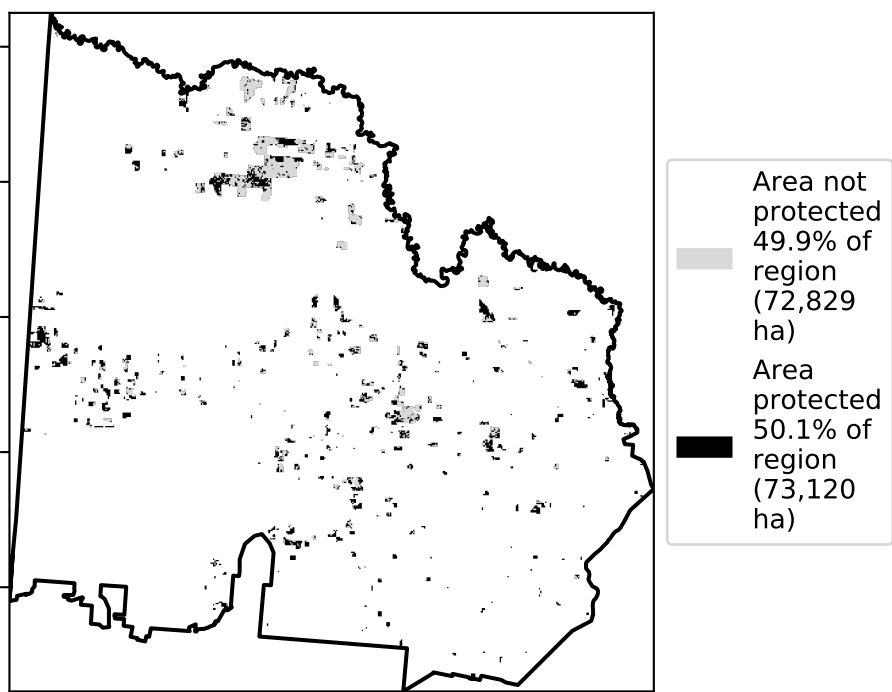 Area not
protected
49.9% of
region
(72,829
ha)
Area
protected
50.1% of
region
(73,120
ha)